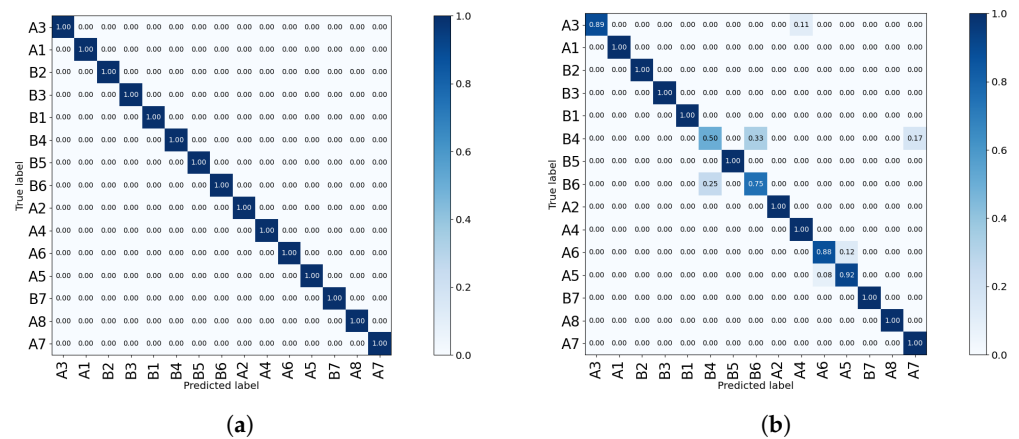 A3 1.00 0.00 0.00 0.00 0.00 0.00 0.00 0.00 0.00 0.00 0.00 0.00 0.00 0.00 0.00
A1 0.00 1.00 0.00 0.00 0.00 0.00 0.00 0.00 0.00 0.00 0.00 0.00 0.00 0.00 0.00
B2 0.00 0.00 1.00 0.00 0.00 0.00 0.00 0.00 0.00 0.00 0.00 0.00 0.00 0.00 0.00
B3 0.00 0.00 0.00 1.00 0.00 0.00 0.00 0.00 0.00 0.00 0.00 0.00 0.00 0.00 0.00
B1 0.00 0.00 0.00 0.00 1.00 0.00 0.00 0.00 0.00 0.00 0.00 0.00 0.00 0.00 0.00
B4 0.00 0.00 0.00 0.00 0.00 1.00 0.00 0.00 0.00 0.00 0.00 0.00 0.00 0.00 0.00
B5 0.00 0.00 0.00 0.00 0.00 0.00 1.00 0.00 0.00 0.00 0.00 0.00 0.00 0.00 0.00
B6 0.00 0.00 0.00 0.00 0.00 0.00 0.00 1.00 0.00 0.00 0.00 0.00 0.00 0.00 0.00
A2 0.00 0.00 0.00 0.00 0.00 0.00 0.00 0.00 1.00 0.00 0.00 0.00 0.00 0.00 0.00
A4 0.00 0.00 0.00 0.00 0.00 0.00 0.00 0.00 0.00 1.00 0.00 0.00 0.00 0.00 0.00
A6 0.00 0.00 0.00 0.00 0.00 0.00 0.00 0.00 0.00 0.00 1.00 0.00 0.00 0.00 0.00
A5 0.00 0.00 0.00 0.00 0.00 0.00 0.00 0.00 0.00 0.00 0.00 1.00 0.00 0.00 0.00
B7 0.00 0.00 0.00 0.00 0.00 0.00 0.00 0.00 0.00 0.00 0.00 0.00 1.00 0.00 0.00
A8 0.00 0.00 0.00 0.00 0.00 0.00 0.00 0.00 0.00 0.00 0.00 0.00 0.00 1.00 0.00
A7 0.00 0.00 0.00 0.00 0.00 0.00 0.00 0.00 0.00 0.00 0.00 0.00 0.00 0.00 1.00
True label
A3 A1 B2 B3 B1 B4 B5 B6 A2 A4 A6 A5 B7 A8 A7
Predicted label
1.0
0.8
0.6
0.4
0.2
0.0
(a)
A3 0.89 0.00 0.00 0.00 0.00 0.00 0.00 0.00 0.00 0.11 0.00 0.00 0.00 0.00 0.00
A1 0.00 1.00 0.00 0.00 0.00 0.00 0.00 0.00 0.00 0.00 0.00 0.00 0.00 0.00 0.00
B2 0.00 0.00 1.00 0.00 0.00 0.00 0.00 0.00 0.00 0.00 0.00 0.00 0.00 0.00 0.00
B3 0.00 0.00 0.00 1.00 0.00 0.00 0.00 0.00 0.00 0.00 0.00 0.00 0.00 0.00 0.00
B1 0.00 0.00 0.00 0.00 1.00 0.00 0.00 0.00 0.00 0.00 0.00 0.00 0.00 0.00 0.00
B4 0.00 0.00 0.00 0.00 0.00 0.50 0.00 0.33 0.00 0.00 0.00 0.00 0.00 0.00 0.17
B5 0.00 0.00 0.00 0.00 0.00 0.00 1.00 0.00 0.00 0.00 0.00 0.00 0.00 0.00 0.00
B6 0.00 0.00 0.00 0.00 0.00 0.25 0.00 0.75 0.00 0.00 0.00 0.00 0.00 0.00 0.00
A2 0.00 0.00 0.00 0.00 0.00 0.00 0.00 0.00 1.00 0.00 0.00 0.00 0.00 0.00 0.00
A4 0.00 0.00 0.00 0.00 0.00 0.00 0.00 0.00 0.00 1.00 0.00 0.00 0.00 0.00 0.00
A6 0.00 0.00 0.00 0.00 0.00 0.00 0.00 0.00 0.00 0.00 0.88 0.12 0.00 0.00 0.00
A5 0.00 0.00 0.00 0.00 0.00 0.00 0.00 0.00 0.00 0.00 0.08 0.92 0.00 0.00 0.00
B7 0.00 0.00 0.00 0.00 0.00 0.00 0.00 0.00 0.00 0.00 0.00 0.00 1.00 0.00 0.00
A8 0.00 0.00 0.00 0.00 0.00 0.00 0.00 0.00 0.00 0.00 0.00 0.00 0.00 1.00 0.00
A7 0.00 0.00 0.00 0.00 0.00 0.00 0.00 0.00 0.00 0.00 0.00 0.00 0.00 0.00 1.00
True label
A3 A1 B2 B3 B1 B4 B5 B6 A2 A4 A6 A5 B7 A8 A7
Predicted label
1.0
0.8
0.6
0.4
0.2
0.0
(b)